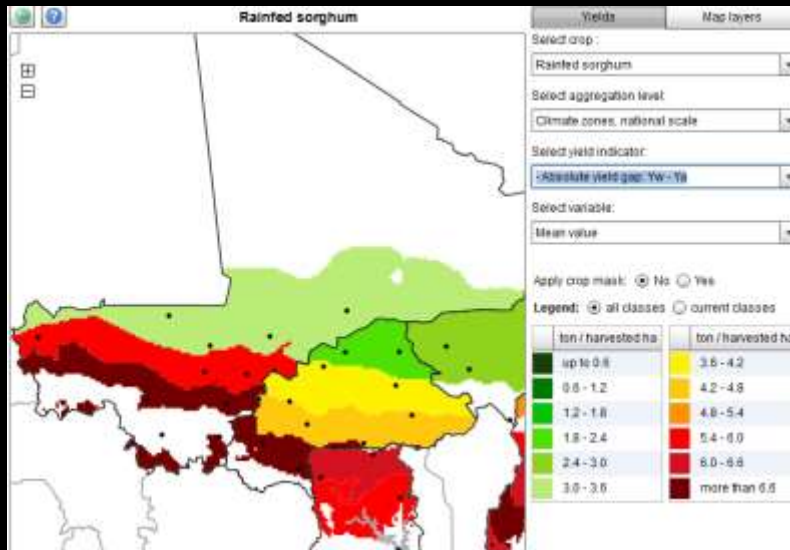 Rainfed sorghum
Yields
Map layers
Select crop :
Rainfed sorghum
Select aggregation level:
Climate zones, national scale
Select yield indicator:
-Absolute yield gap: Yw - Ya
Select variable:
Mean value
Apply crop mask: No Yes
Legend: all classes current classes
ton / harvested ha ton / harvested ha
up to 0.6 3.6 - 4.2
0.6 - 1.2 4.2 - 4.8
1.2 - 1.8 4.8 - 5.4
1.8 - 2.4 5.4 - 6.0
2.4 - 3.0 6.0 - 6.6
3.0 - 3.6 more than 6.6